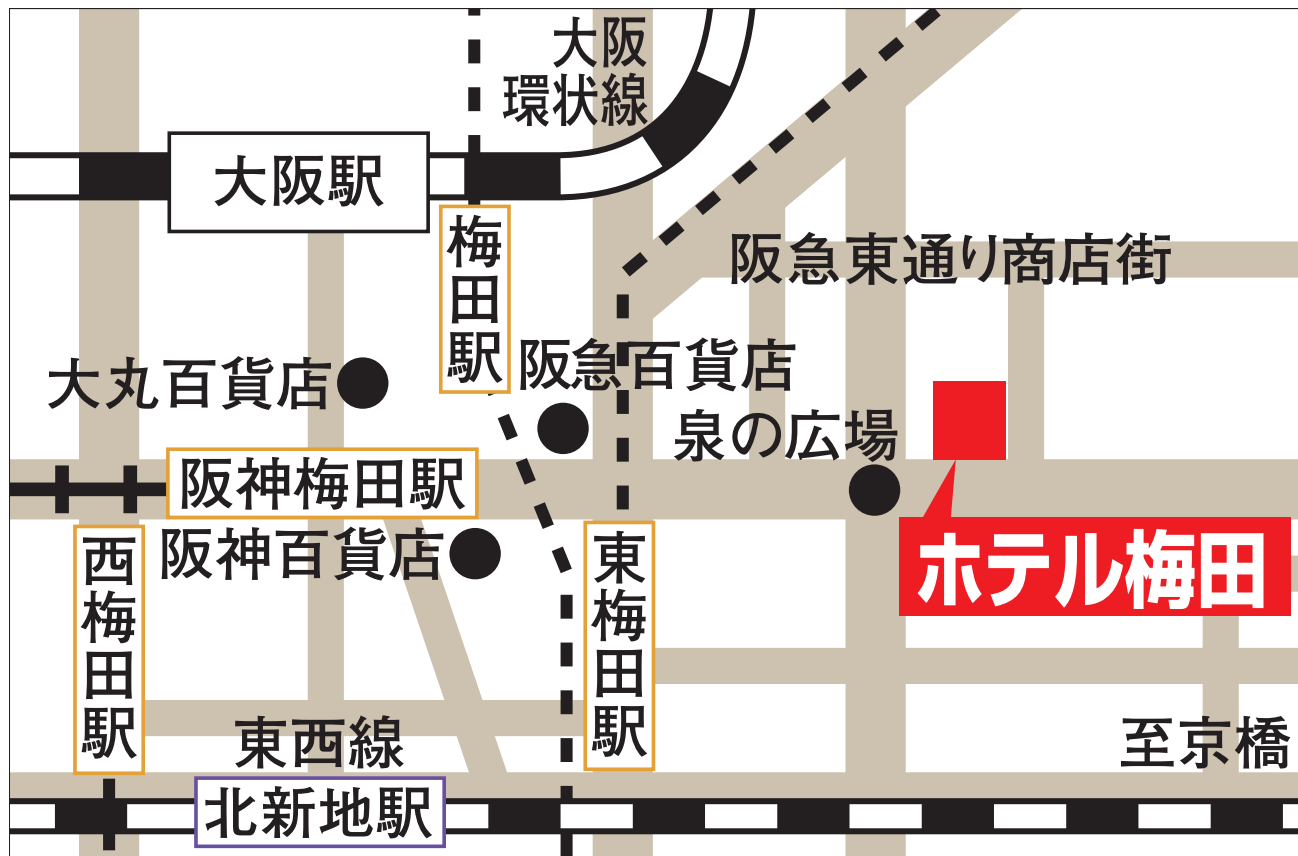 大阪
環状線
大阪駅
梅田駅
阪急東通り商店街
大丸百貨店
阪急百貨店
泉の広場
阪神梅田駅
阪神百貨店
西梅田駅
東梅田駅
ホテル梅田
東西線
至京橋
北新地駅